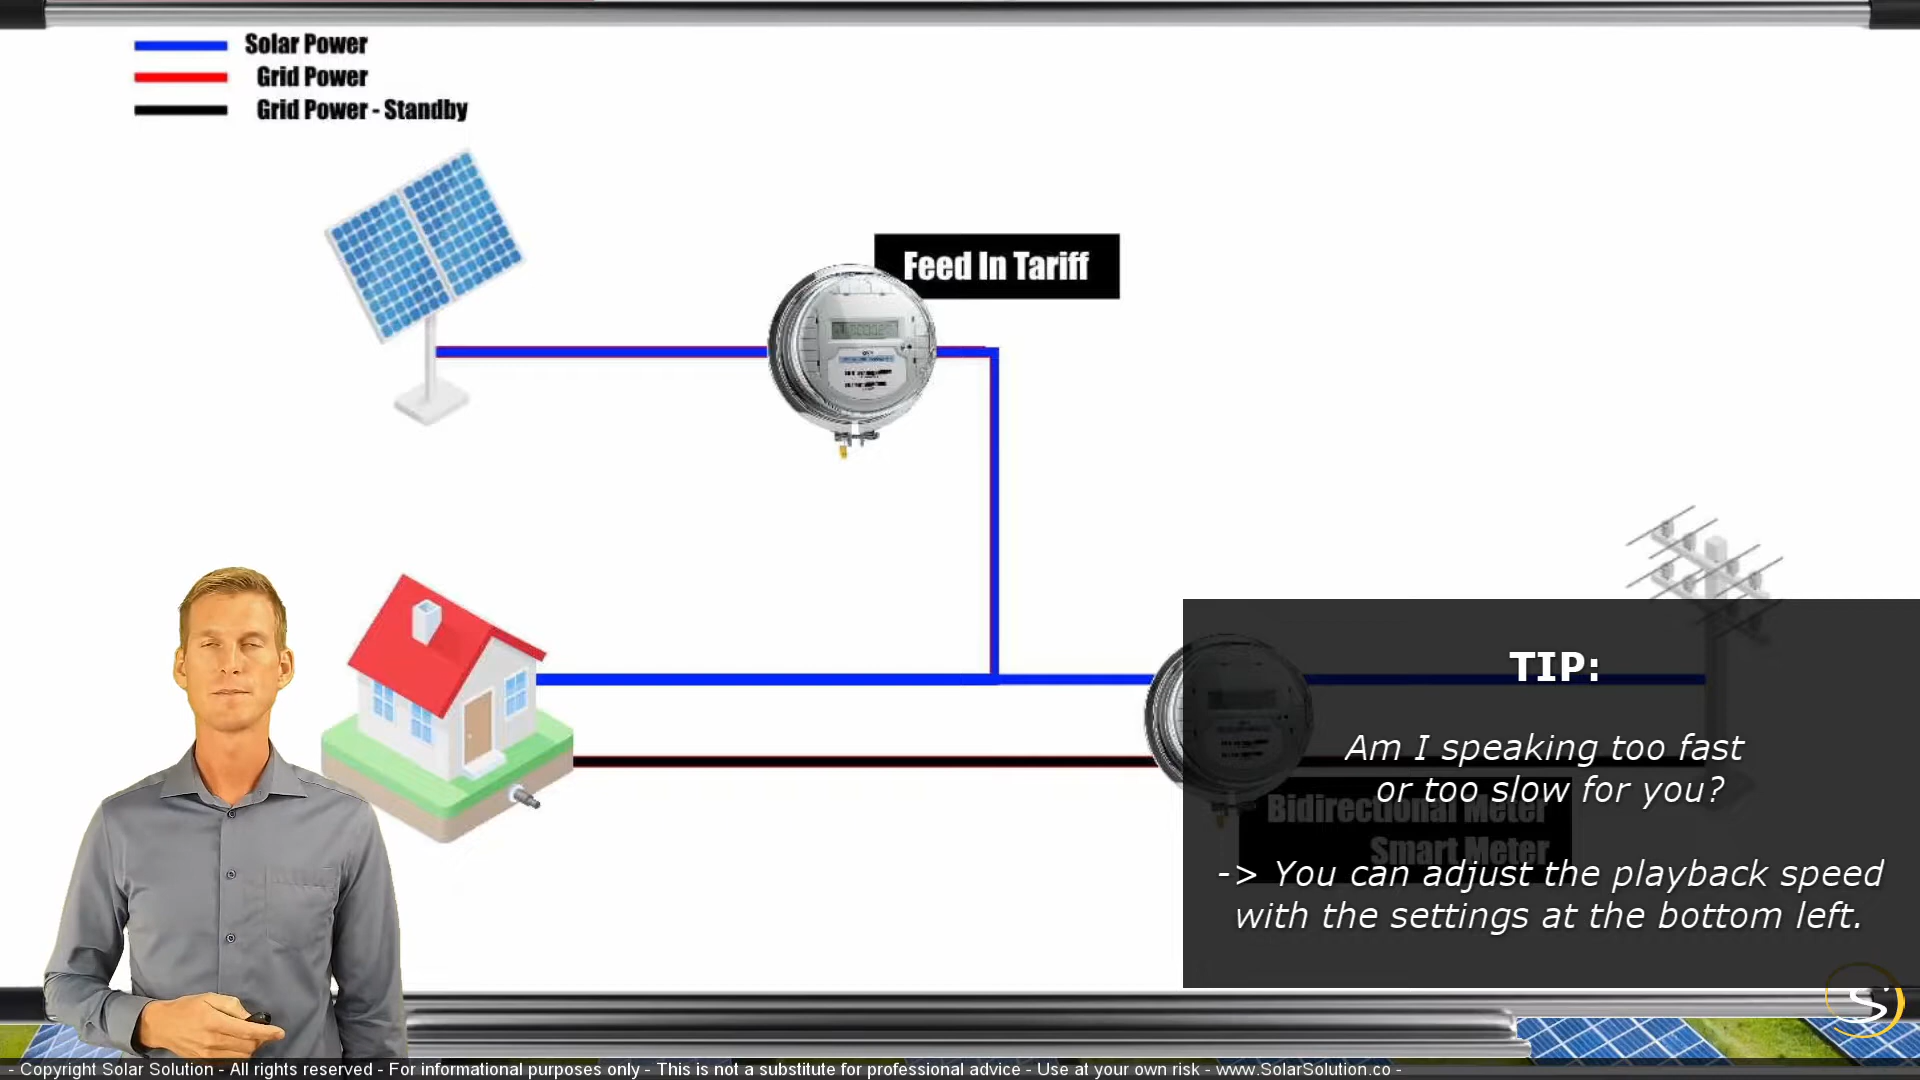 Solar Power
Grid Power
Grid Power - Standby
Feed In Tariff
TIP:
Am I speaking too fast
or too slow for you?
Bidirectional Meter
Smart Meter
-> You can adjust the playback speed
with the settings at the bottom left.
- Copyright Solar Solution - All rights reserved - For informational purposes only - This is not a substitute for professional advice - Use at your own risk - www.SolarSolution.co -